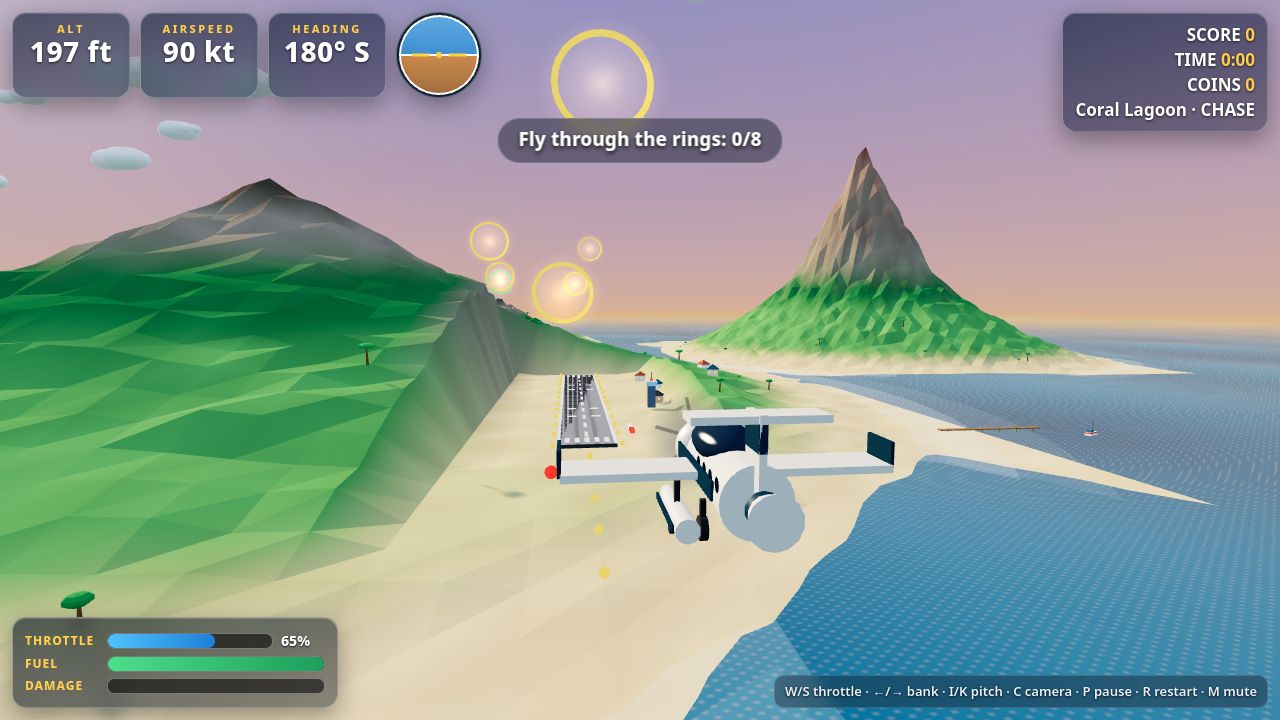 ALT
197 ft
AIRSPEED
90 kt
HEADING
180° S
SCORE 0
TIME 0:00
COINS 0
Coral Lagoon · CHASE
Fly through the rings: 0/8
THROTTLE 65%
FUEL
DAMAGE
W/S throttle · ←/→ bank · I/K pitch · C camera · P pause · R restart · M mute